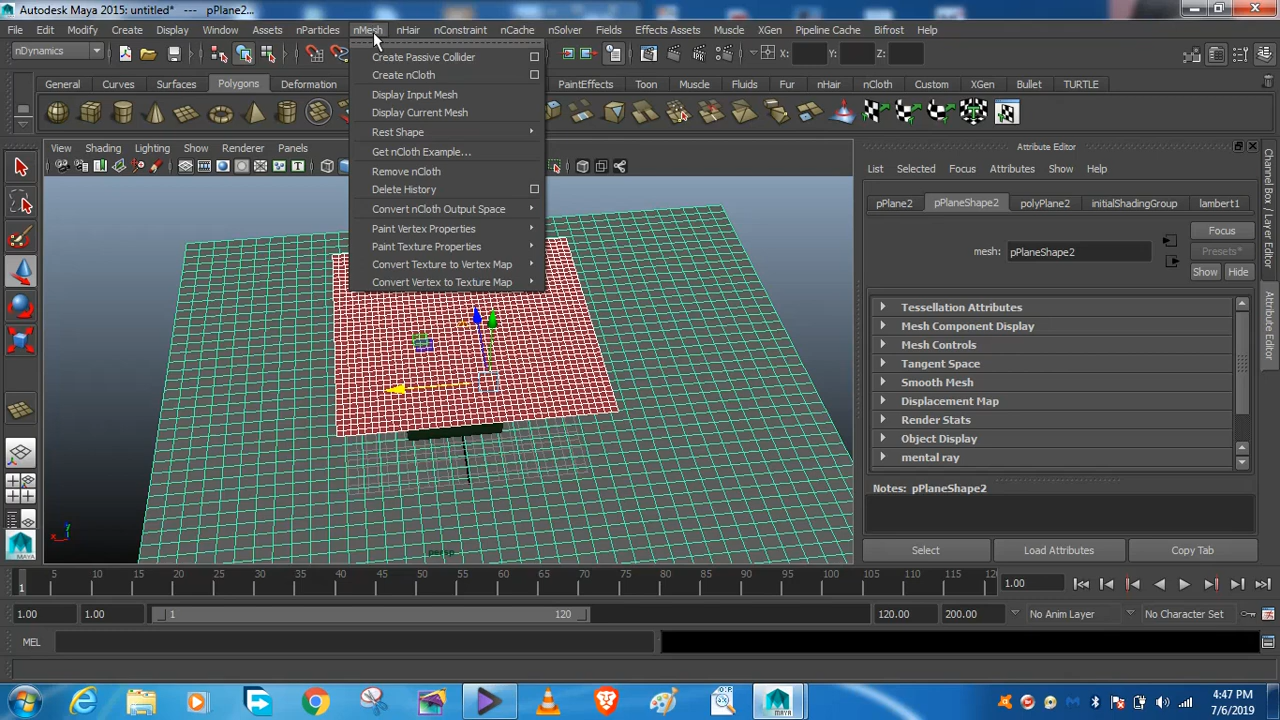 Autodesk Maya 2015: untitled*   ---   pPlane2...
File Edit Modify Create Display Window Assets nParticles nMesh nHair nConstraint nCache nSolver Fields Effects Assets Muscle XGen Pipeline Cache Bifrost Help
nDynamics
X: Y: Z:
General Curves Surfaces Polygons Deformation PaintEffects Toon Muscle Fluids Fur nHair nCloth Custom XGen Bullet TURTLE
Create Passive Collider
Create nCloth
Display Input Mesh
Display Current Mesh
Rest Shape
Get nCloth Example...
Remove nCloth
Delete History
Convert nCloth Output Space
Paint Vertex Properties
Paint Texture Properties
Convert Texture to Vertex Map
Convert Vertex to Texture Map
View Shading Lighting Show Renderer Panels
persp
Attribute Editor
List Selected Focus Attributes Show Help
pPlane2 pPlaneShape2 polyPlane2 initialShadingGroup lambert1
Focus
mesh: pPlaneShape2
Presets*
Show Hide
Tessellation Attributes
Mesh Component Display
Mesh Controls
Tangent Space
Smooth Mesh
Displacement Map
Render Stats
Object Display
mental ray
Notes: pPlaneShape2
Select Load Attributes Copy Tab
Channel Box / Layer Editor
Attribute Editor
1 5 10 15 20 25 30 35 40 45 50 55 60 65 70 75 80 85 90 95 100 105 110 115 120 1.00
1.00 1.00 1 120 120.00 200.00 No Anim Layer No Character Set
MEL
MAYA
4:47 PM
7/6/2019